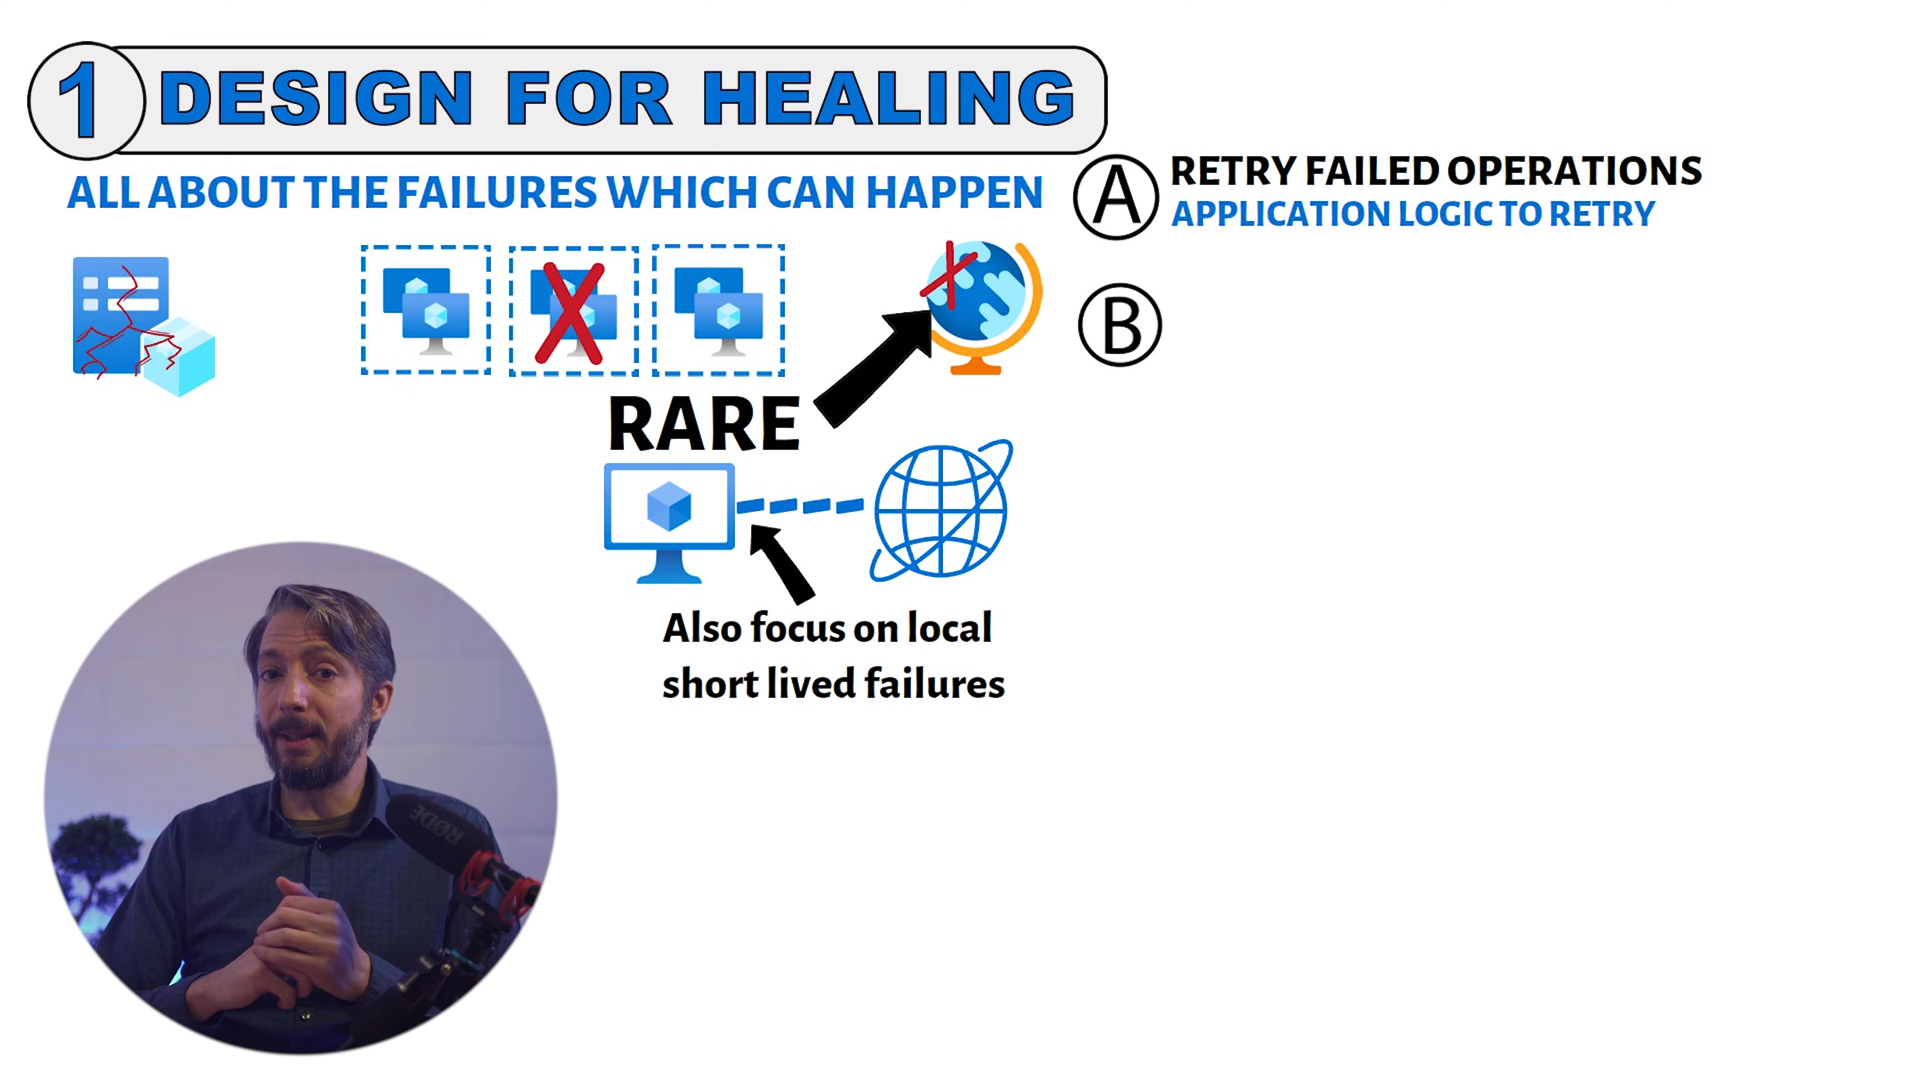 1 DESIGN FOR HEALING
ALL ABOUT THE FAILURES WHICH CAN HAPPEN
A RETRY FAILED OPERATIONS
APPLICATION LOGIC TO RETRY
B
RARE
Also focus on local
short lived failures
RØDE